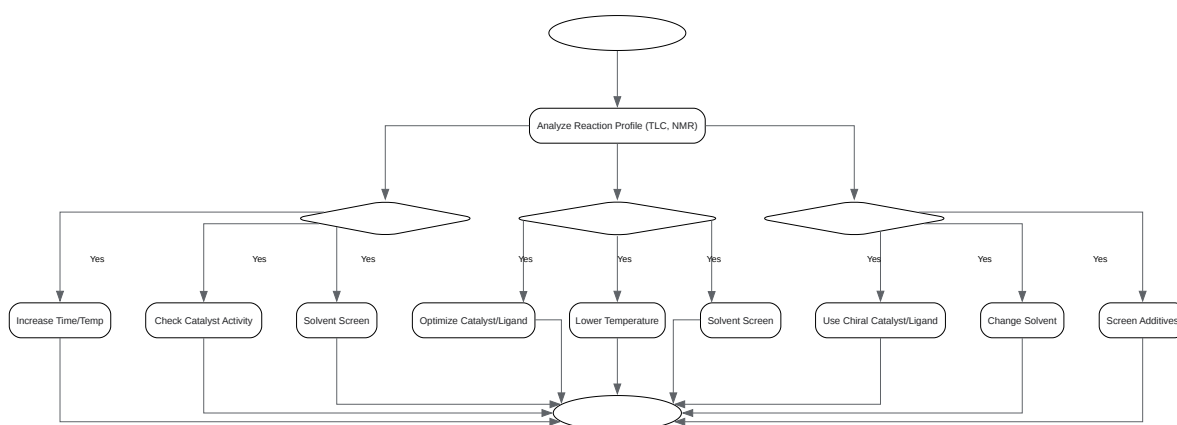 Analyze Reaction Profile (TLC, NMR)
Yes Yes Yes Yes Yes Yes Yes Yes Yes
Increase Time/Temp
Check Catalyst Activity
Solvent Screen
Optimize Catalyst/Ligand
Lower Temperature
Solvent Screen
Use Chiral Catalyst/Ligand
Change Solvent
Screen Additives